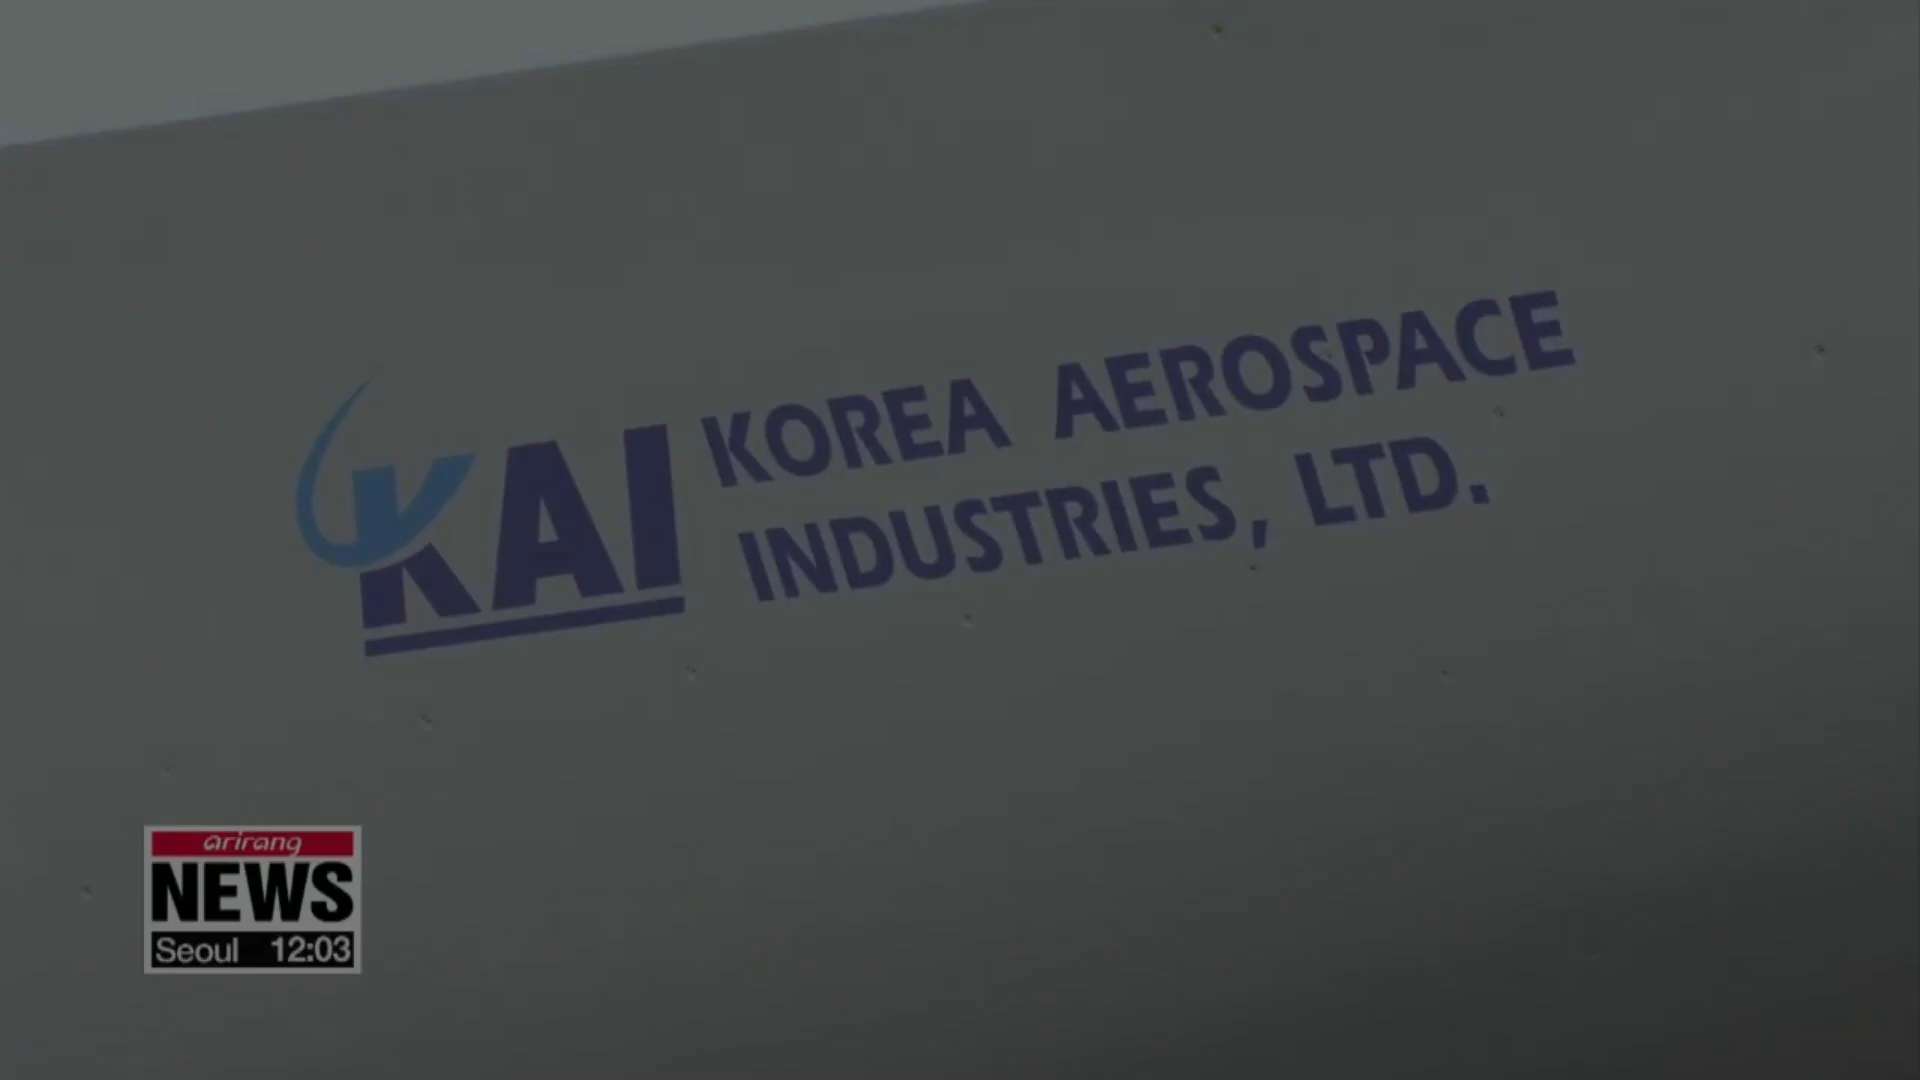 KAI
KOREA AEROSPACE
INDUSTRIES, LTD.
arirang
NEWS
Seoul 12:03